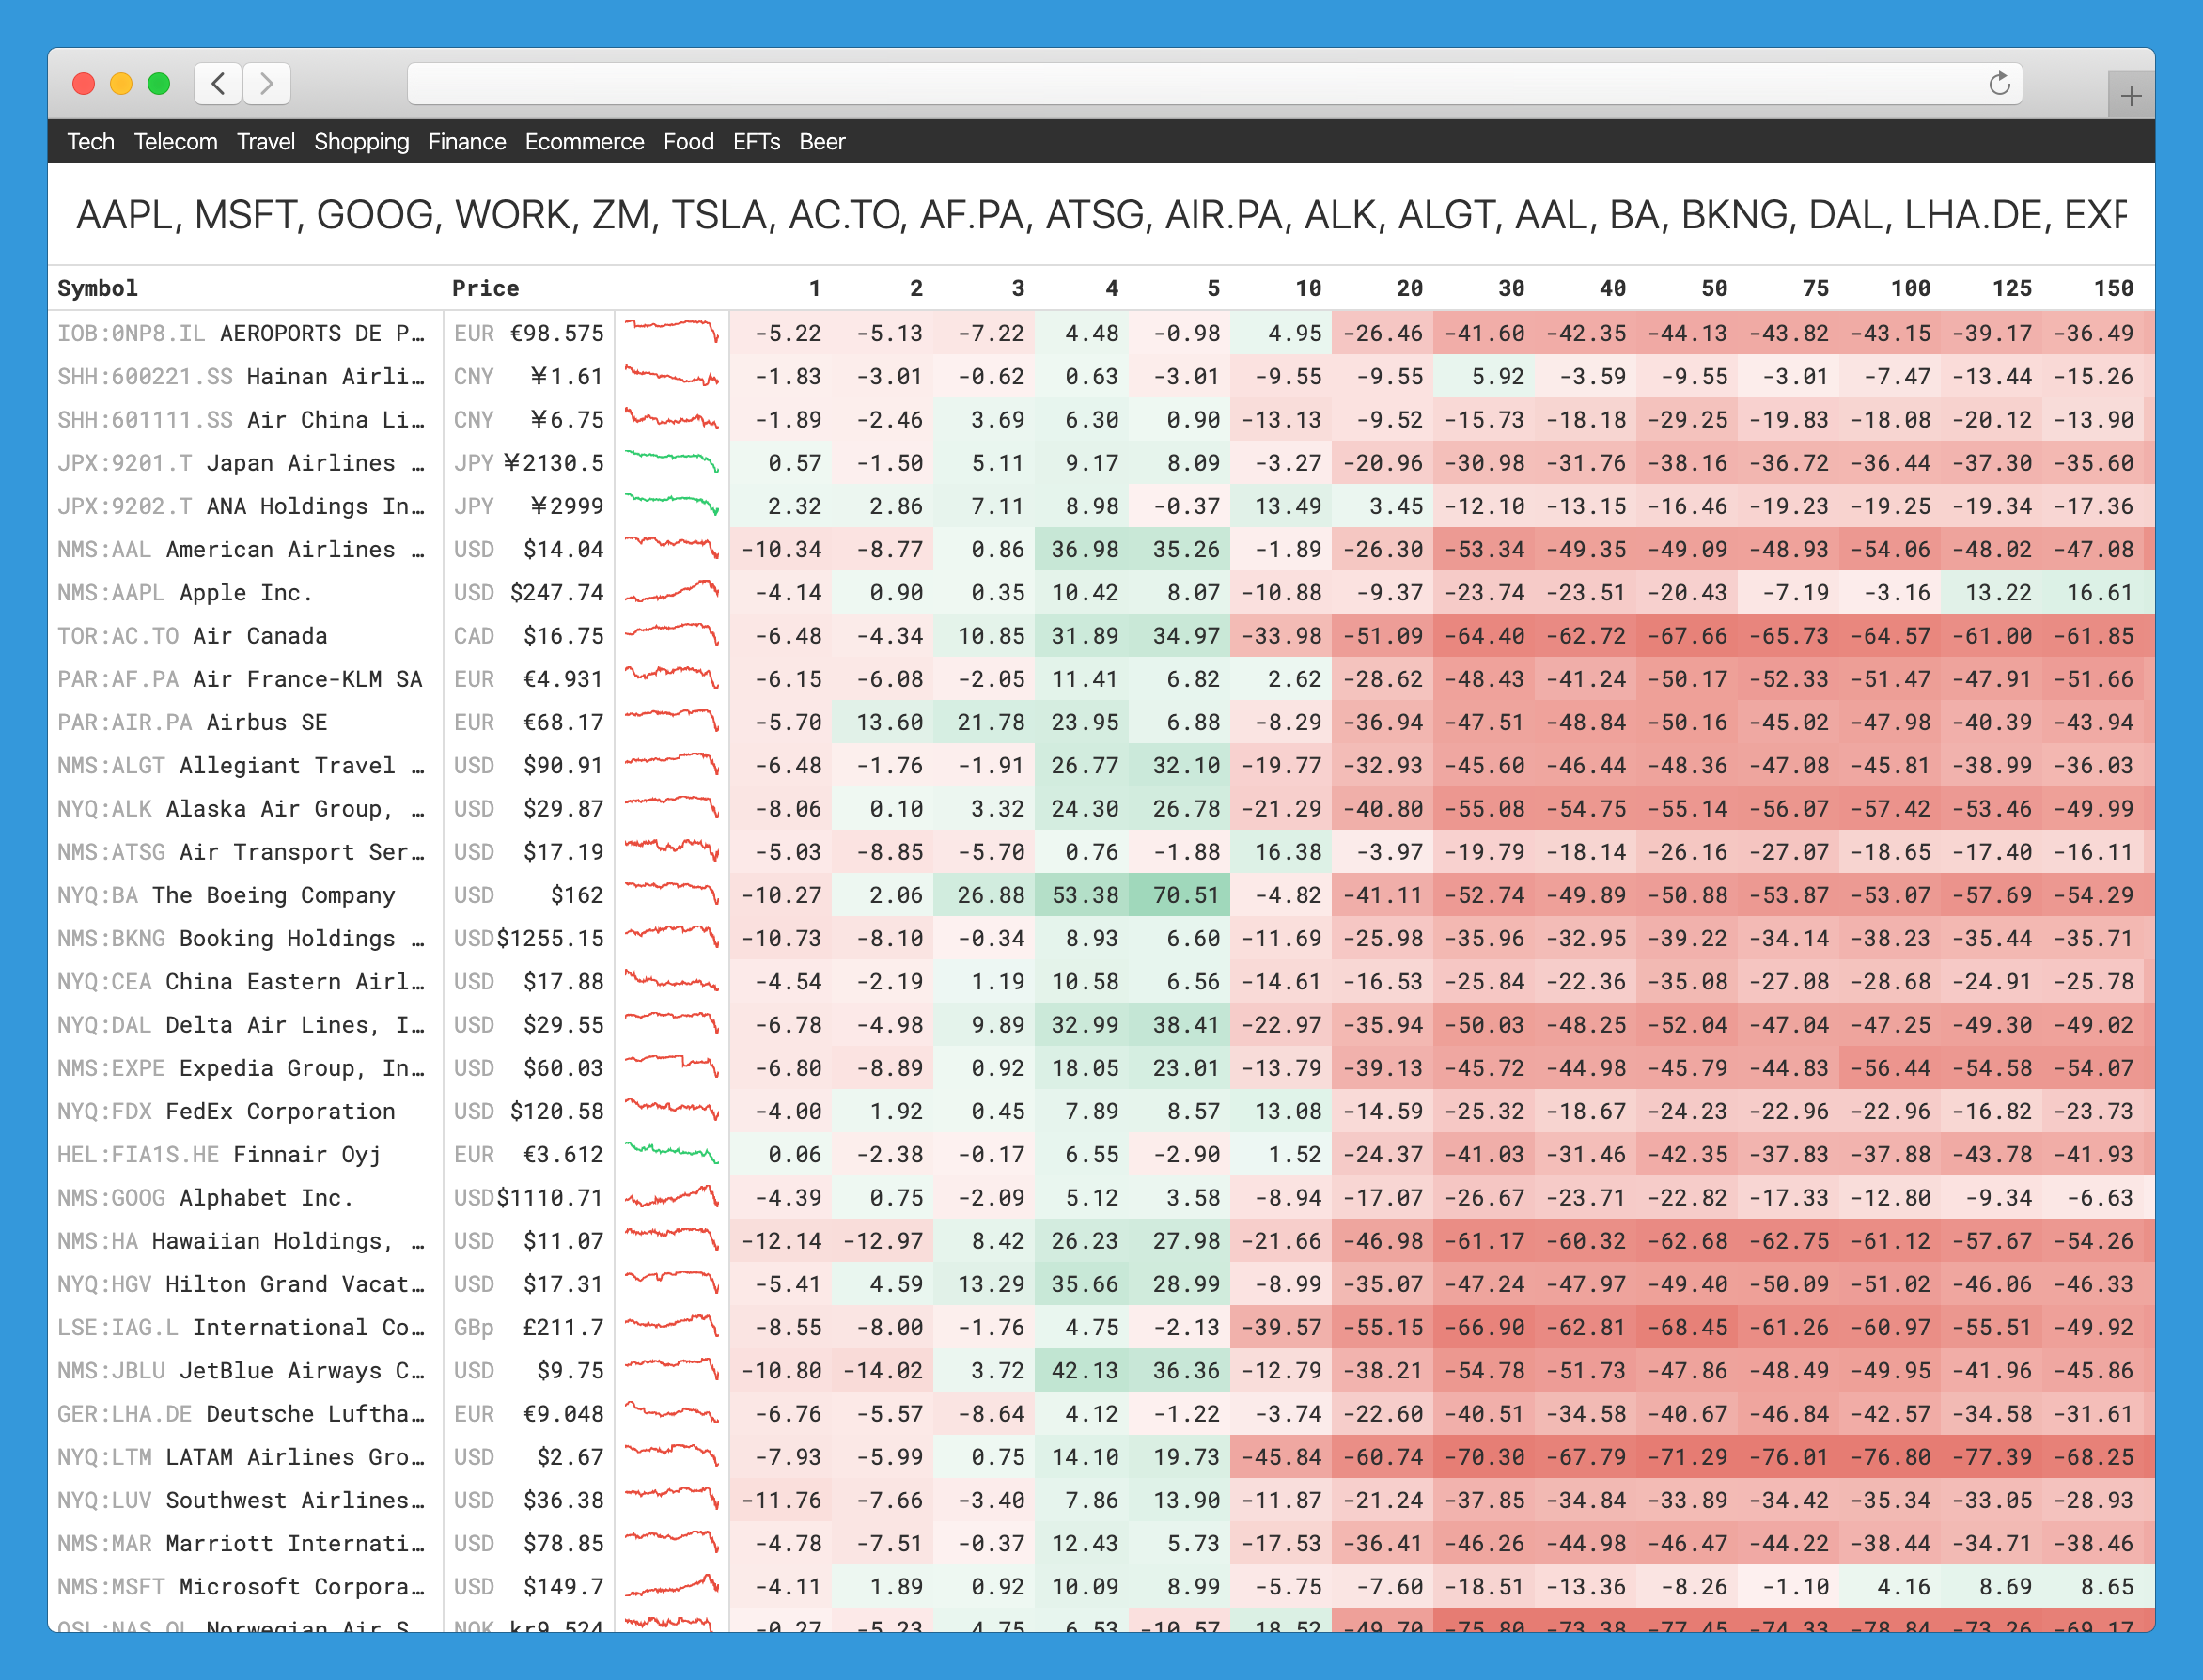 Tech Telecom Travel Shopping Finance Ecommerce Food EFTs Beer
AAPL, MSFT, GOOG, WORK, ZM, TSLA, AC.TO, AF.PA, ATSG, AIR.PA, ALK, ALGT, AAL, BA, BKNG, DAL, LHA.DE, EXP
Symbol Price 1 2 3 4 5 10 20 30 40 50 75 100 125 150
IOB:0NP8.IL AEROPORTS DE P… EUR €98.575 -5.22 -5.13 -7.22 4.48 -0.98 4.95 -26.46 -41.60 -42.35 -44.13 -43.82 -43.15 -39.17 -36.49
SHH:600221.SS Hainan Airli… CNY ¥1.61 -1.83 -3.01 -0.62 0.63 -3.01 -9.55 -9.55 5.92 -3.59 -9.55 -3.01 -7.47 -13.44 -15.26
SHH:601111.SS Air China Li… CNY ¥6.75 -1.89 -2.46 3.69 6.30 0.90 -13.13 -9.52 -15.73 -18.18 -29.25 -19.83 -18.08 -20.12 -13.90
JPX:9201.T Japan Airlines … JPY ¥2130.5 0.57 -1.50 5.11 9.17 8.09 -3.27 -20.96 -30.98 -31.76 -38.16 -36.72 -36.44 -37.30 -35.60
JPX:9202.T ANA Holdings In… JPY ¥2999 2.32 2.86 7.11 8.98 -0.37 13.49 3.45 -12.10 -13.15 -16.46 -19.23 -19.25 -19.34 -17.36
NMS:AAL American Airlines … USD $14.04 -10.34 -8.77 0.86 36.98 35.26 -1.89 -26.30 -53.34 -49.35 -49.09 -48.93 -54.06 -48.02 -47.08
NMS:AAPL Apple Inc. USD $247.74 -4.14 0.90 0.35 10.42 8.07 -10.88 -9.37 -23.74 -23.51 -20.43 -7.19 -3.16 13.22 16.61
TOR:AC.TO Air Canada CAD $16.75 -6.48 -4.34 10.85 31.89 34.97 -33.98 -51.09 -64.40 -62.72 -67.66 -65.73 -64.57 -61.00 -61.85
PAR:AF.PA Air France-KLM SA EUR €4.931 -6.15 -6.08 -2.05 11.41 6.82 2.62 -28.62 -48.43 -41.24 -50.17 -52.33 -51.47 -47.91 -51.66
PAR:AIR.PA Airbus SE EUR €68.17 -5.70 13.60 21.78 23.95 6.88 -8.29 -36.94 -47.51 -48.84 -50.16 -45.02 -47.98 -40.39 -43.94
NMS:ALGT Allegiant Travel … USD $90.91 -6.48 -1.76 -1.91 26.77 32.10 -19.77 -32.93 -45.60 -46.44 -48.36 -47.08 -45.81 -38.99 -36.03
NYQ:ALK Alaska Air Group, … USD $29.87 -8.06 0.10 3.32 24.30 26.78 -21.29 -40.80 -55.08 -54.75 -55.14 -56.07 -57.42 -53.46 -49.99
NMS:ATSG Air Transport Ser… USD $17.19 -5.03 -8.85 -5.70 0.76 -1.88 16.38 -3.97 -19.79 -18.14 -26.16 -27.07 -18.65 -17.40 -16.11
NYQ:BA The Boeing Company USD $162 -10.27 2.06 26.88 53.38 70.51 -4.82 -41.11 -52.74 -49.89 -50.88 -53.87 -53.07 -57.69 -54.29
NMS:BKNG Booking Holdings … USD $1255.15 -10.73 -8.10 -0.34 8.93 6.60 -11.69 -25.98 -35.96 -32.95 -39.22 -34.14 -38.23 -35.44 -35.71
NYQ:CEA China Eastern Airl… USD $17.88 -4.54 -2.19 1.19 10.58 6.56 -14.61 -16.53 -25.84 -22.36 -35.08 -27.08 -28.68 -24.91 -25.78
NYQ:DAL Delta Air Lines, I… USD $29.55 -6.78 -4.98 9.89 32.99 38.41 -22.97 -35.94 -50.03 -48.25 -52.04 -47.04 -47.25 -49.30 -49.02
NMS:EXPE Expedia Group, In… USD $60.03 -6.80 -8.89 0.92 18.05 23.01 -13.79 -39.13 -45.72 -44.98 -45.79 -44.83 -56.44 -54.58 -54.07
NYQ:FDX FedEx Corporation USD $120.58 -4.00 1.92 0.45 7.89 8.57 13.08 -14.59 -25.32 -18.67 -24.23 -22.96 -22.96 -16.82 -23.73
HEL:FIA1S.HE Finnair Oyj EUR €3.612 0.06 -2.38 -0.17 6.55 -2.90 1.52 -24.37 -41.03 -31.46 -42.35 -37.83 -37.88 -43.78 -41.93
NMS:GOOG Alphabet Inc. USD $1110.71 -4.39 0.75 -2.09 5.12 3.58 -8.94 -17.07 -26.67 -23.71 -22.82 -17.33 -12.80 -9.34 -6.63
NMS:HA Hawaiian Holdings, … USD $11.07 -12.14 -12.97 8.42 26.23 27.98 -21.66 -46.98 -61.17 -60.32 -62.68 -62.75 -61.12 -57.67 -54.26
NYQ:HGV Hilton Grand Vacat… USD $17.31 -5.41 4.59 13.29 35.66 28.99 -8.99 -35.07 -47.24 -47.97 -49.40 -50.09 -51.02 -46.06 -46.33
LSE:IAG.L International Co… GBp £211.7 -8.55 -8.00 -1.76 4.75 -2.13 -39.57 -55.15 -66.90 -62.81 -68.45 -61.26 -60.97 -55.51 -49.92
NMS:JBLU JetBlue Airways C… USD $9.75 -10.80 -14.02 3.72 42.13 36.36 -12.79 -38.21 -54.78 -51.73 -47.86 -48.49 -49.95 -41.96 -45.86
GER:LHA.DE Deutsche Luftha… EUR €9.048 -6.76 -5.57 -8.64 4.12 -1.22 -3.74 -22.60 -40.51 -34.58 -40.67 -46.84 -42.57 -34.58 -31.61
NYQ:LTM LATAM Airlines Gro… USD $2.67 -7.93 -5.99 0.75 14.10 19.73 -45.84 -60.74 -70.30 -67.79 -71.29 -76.01 -76.80 -77.39 -68.25
NYQ:LUV Southwest Airlines… USD $36.38 -11.76 -7.66 -3.40 7.86 13.90 -11.87 -21.24 -37.85 -34.84 -33.89 -34.42 -35.34 -33.05 -28.93
NMS:MAR Marriott Internati… USD $78.85 -4.78 -7.51 -0.37 12.43 5.73 -17.53 -36.41 -46.26 -44.98 -46.47 -44.22 -38.44 -34.71 -38.46
NMS:MSFT Microsoft Corpora… USD $149.7 -4.11 1.89 0.92 10.09 8.99 -5.75 -7.60 -18.51 -13.36 -8.26 -1.10 4.16 8.69 8.65
OSL:NAS.OL Norwegian Air S… NOK kr9.524 -0.27 -5.23 4.75 6.53 -10.57 18.52 -49.70 -75.80 -73.38 -77.45 -74.33 -78.84 -73.26 -69.17